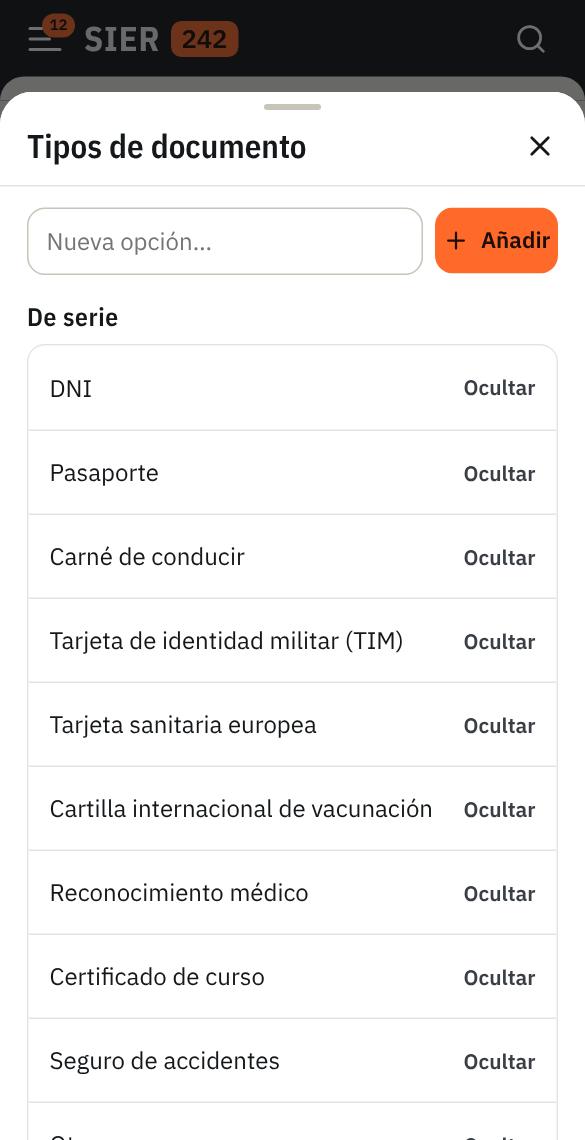 12
SIER 242
Tipos de documento
Nueva opción...
+ Añadir
De serie
DNI Ocultar
Pasaporte Ocultar
Carné de conducir Ocultar
Tarjeta de identidad militar (TIM) Ocultar
Tarjeta sanitaria europea Ocultar
Cartilla internacional de vacunación Ocultar
Reconocimiento médico Ocultar
Certificado de curso Ocultar
Seguro de accidentes Ocultar